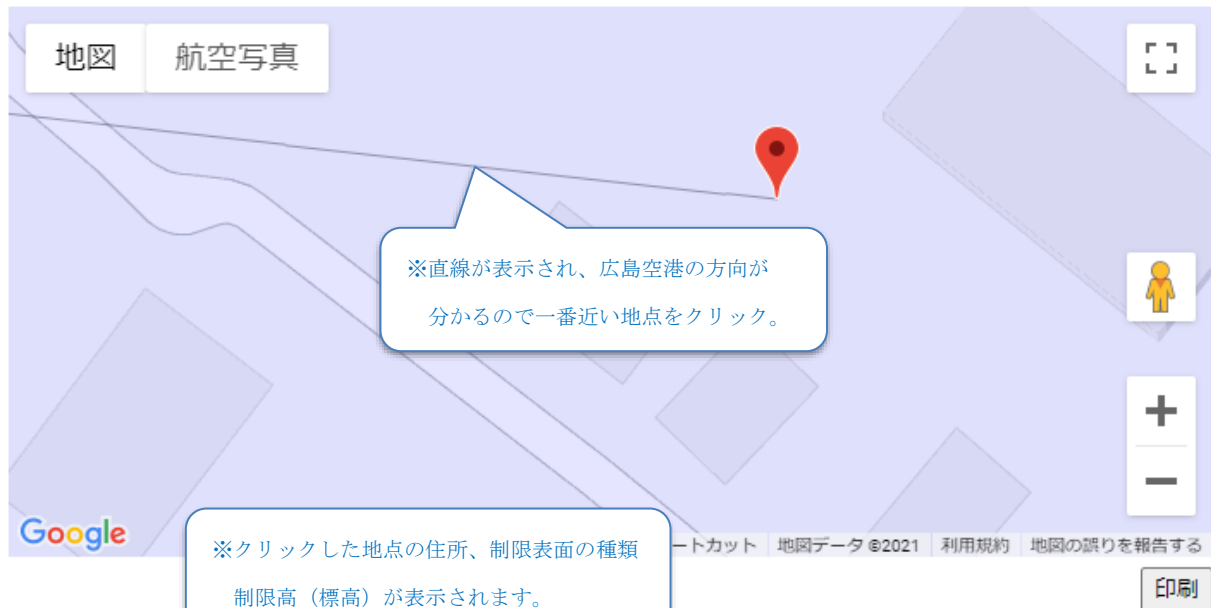 地図 航空写真
※直線が表示され、広島空港の方向が
分かるので一番近い地点をクリック。
Google
※クリックした地点の住所、制限表面の種類
制限高（標高）が表示されます。
ートカット 地図データ ©2021 利用規約 地図の誤りを報告する
印刷